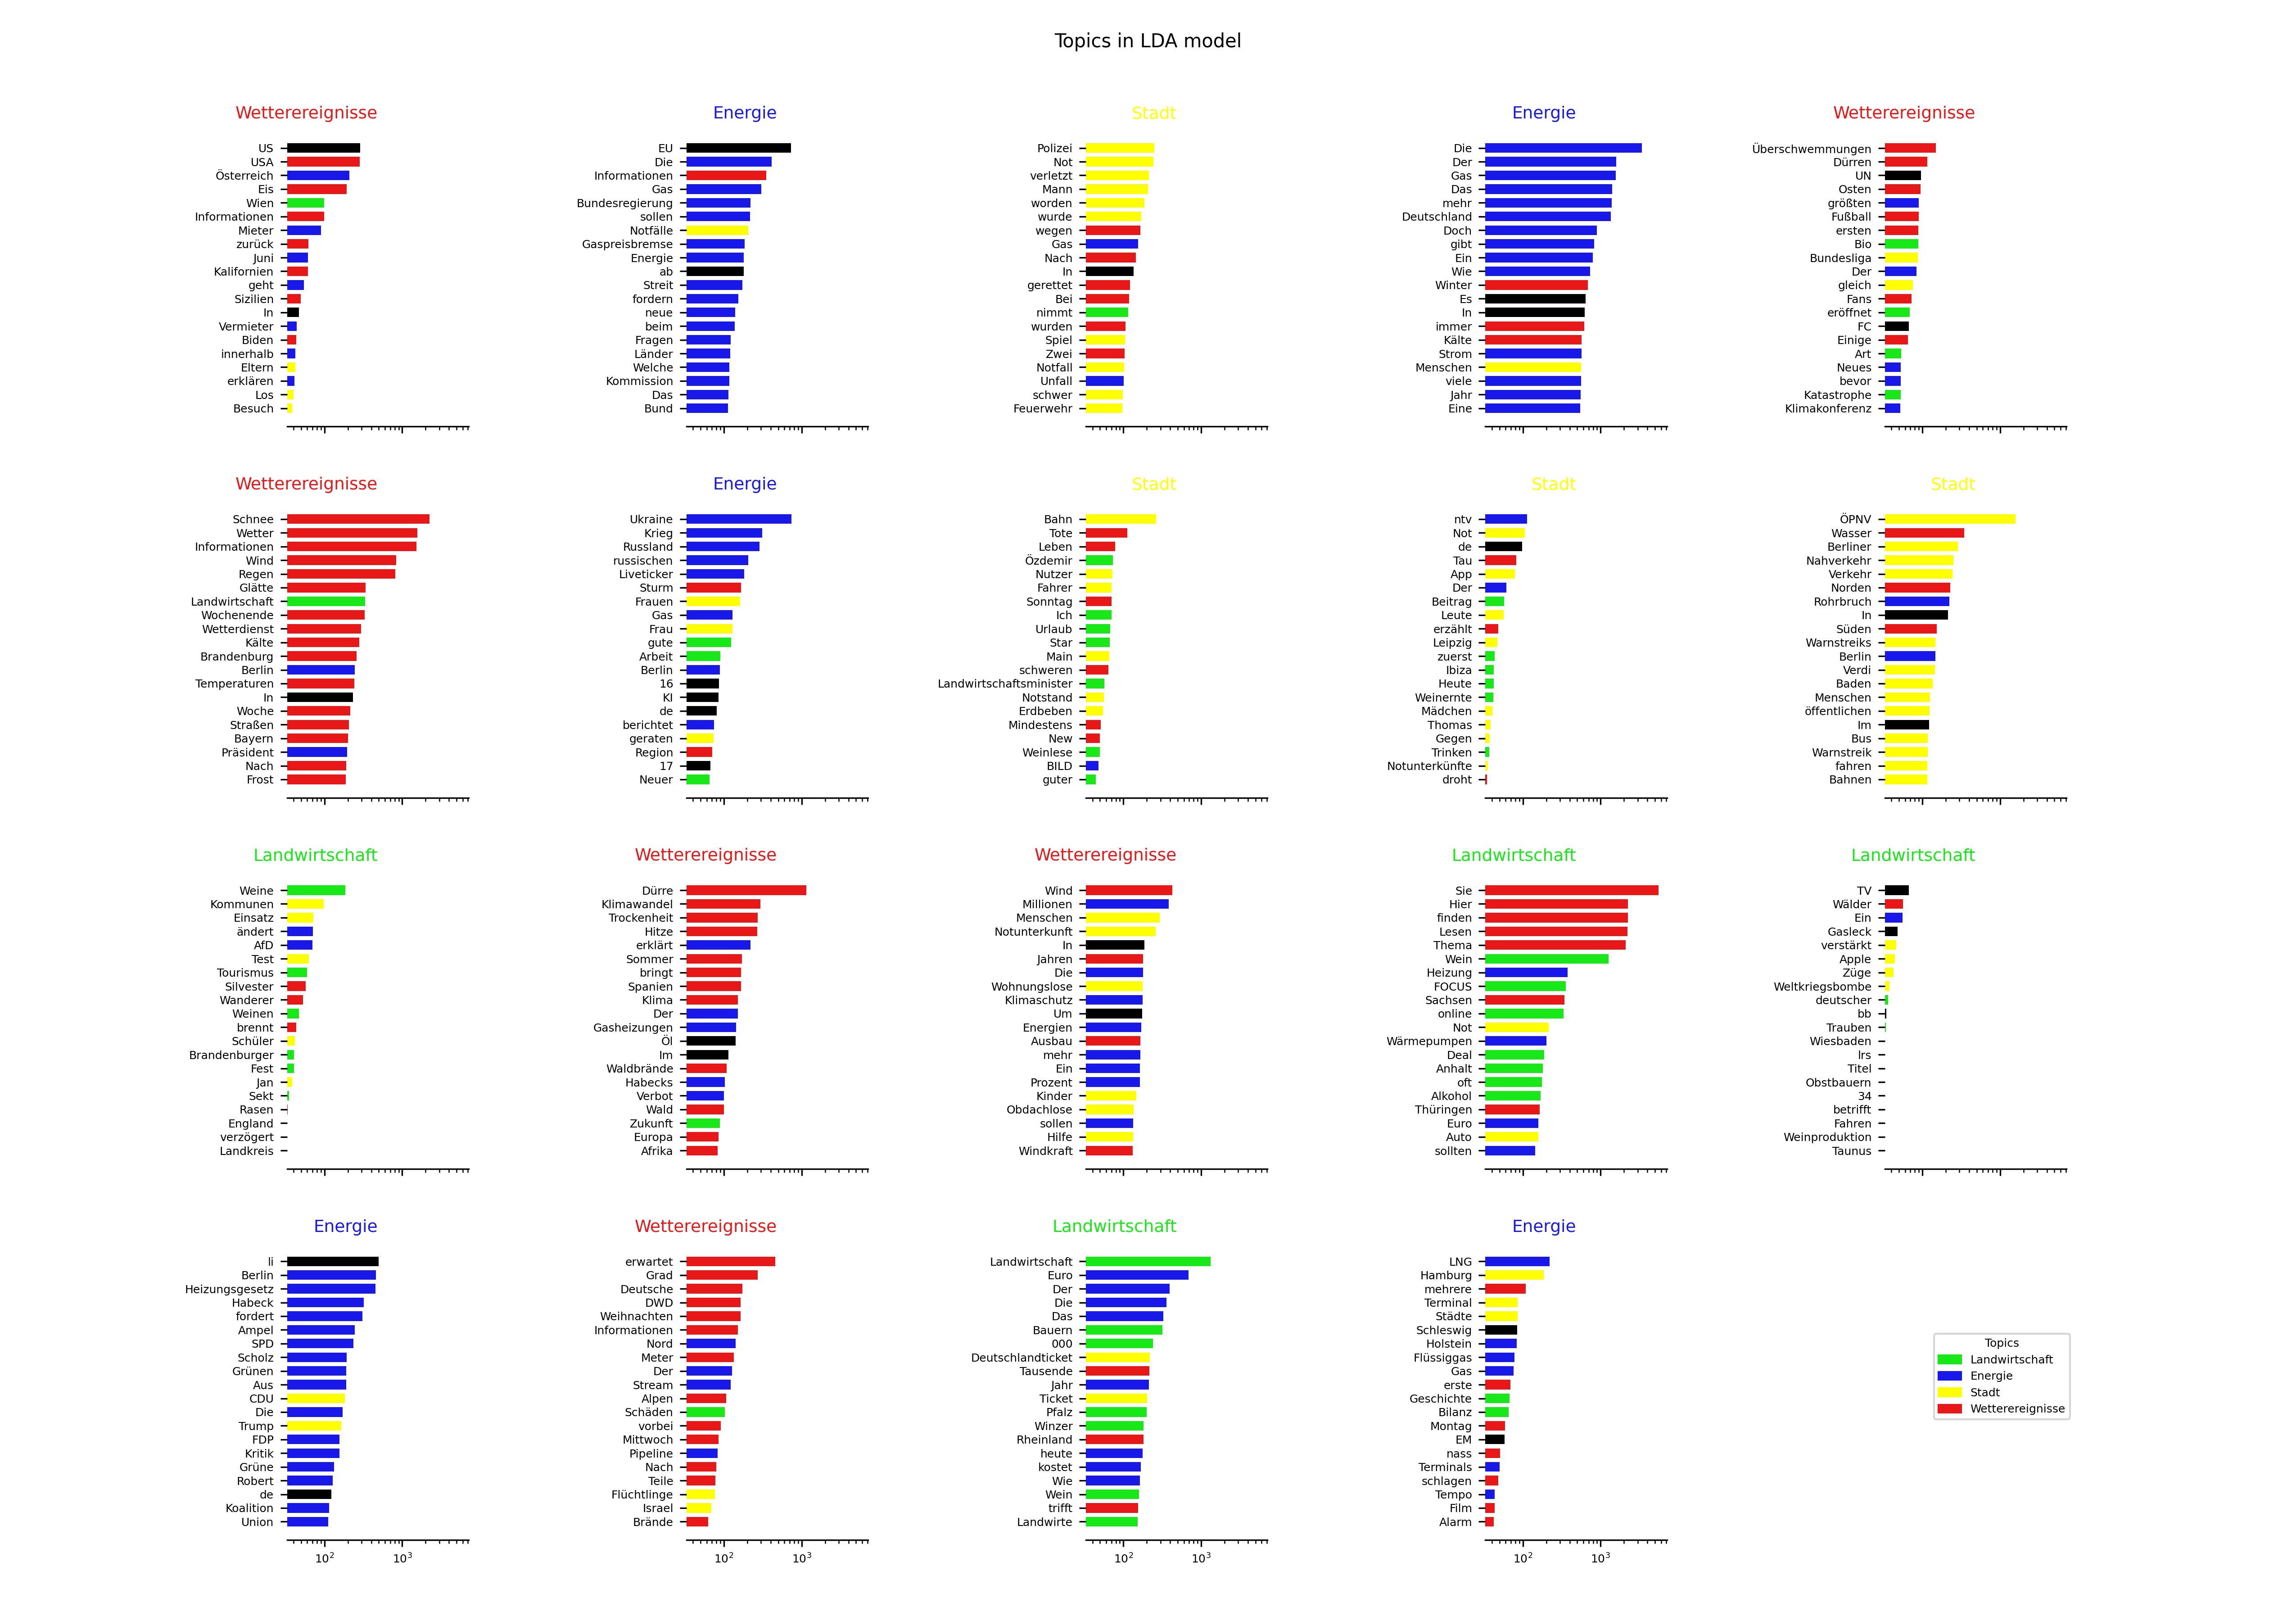 Topics in LDA model
Wetterereignisse
US
USA
Österreich
Eis
Wien
Informationen
Mieter
zurück
Juni
Kalifornien
geht
Sizilien
In
Vermieter
Biden
innerhalb
Eltern
erklären
Los
Besuch
Energie
EU
Die
Informationen
Gas
Bundesregierung
sollen
Notfälle
Gaspreisbremse
Energie
ab
Streit
fordern
neue
beim
Fragen
Länder
Welche
Kommission
Das
Bund
Stadt
Polizei
Not
verletzt
Mann
worden
wurde
wegen
Gas
Nach
In
gerettet
Bei
nimmt
wurden
Spiel
Zwei
Notfall
Unfall
schwer
Feuerwehr
Energie
Die
Der
Gas
Das
mehr
Deutschland
Doch
gibt
Ein
Wie
Winter
Es
In
immer
Kälte
Strom
Menschen
viele
Jahr
Eine
Wetterereignisse
Überschwemmungen
Dürren
UN
Osten
größten
Fußball
ersten
Bio
Bundesliga
Der
gleich
Fans
eröffnet
FC
Einige
Art
Neues
bevor
Katastrophe
Klimakonferenz
Wetterereignisse
Schnee
Wetter
Informationen
Wind
Regen
Glätte
Landwirtschaft
Wochenende
Wetterdienst
Kälte
Brandenburg
Berlin
Temperaturen
In
Woche
Straßen
Bayern
Präsident
Nach
Frost
Energie
Ukraine
Krieg
Russland
russischen
Liveticker
Sturm
Frauen
Gas
Frau
gute
Arbeit
Berlin
16
KI
de
berichtet
geraten
Region
17
Neuer
Stadt
Bahn
Tote
Leben
Özdemir
Nutzer
Fahrer
Sonntag
Ich
Urlaub
Star
Main
schweren
Landwirtschaftsminister
Notstand
Erdbeben
Mindestens
New
Weinlese
BILD
guter
Stadt
ntv
Not
de
Tau
App
Der
Beitrag
Leute
erzählt
Leipzig
zuerst
Ibiza
Heute
Weinernte
Mädchen
Thomas
Gegen
Trinken
Notunterkünfte
droht
Stadt
ÖPNV
Wasser
Berliner
Nahverkehr
Verkehr
Norden
Rohrbruch
In
Süden
Warnstreiks
Berlin
Verdi
Baden
Menschen
öffentlichen
Im
Bus
Warnstreik
fahren
Bahnen
Landwirtschaft
Weine
Kommunen
Einsatz
ändert
AfD
Test
Tourismus
Silvester
Wanderer
Weinen
brennt
Schüler
Brandenburger
Fest
Jan
Sekt
Rasen
England
verzögert
Landkreis
Wetterereignisse
Dürre
Klimawandel
Trockenheit
Hitze
erklärt
Sommer
bringt
Spanien
Klima
Der
Gasheizungen
Öl
Im
Waldbrände
Habecks
Verbot
Wald
Zukunft
Europa
Afrika
Wetterereignisse
Wind
Millionen
Menschen
Notunterkunft
In
Jahren
Die
Wohnungslose
Klimaschutz
Um
Energien
Ausbau
mehr
Ein
Prozent
Kinder
Obdachlose
sollen
Hilfe
Windkraft
Landwirtschaft
Sie
Hier
finden
Lesen
Thema
Wein
Heizung
FOCUS
Sachsen
online
Not
Wärmepumpen
Deal
Anhalt
oft
Alkohol
Thüringen
Euro
Auto
sollten
Landwirtschaft
TV
Wälder
Ein
Gasleck
verstärkt
Apple
Züge
Weltkriegsbombe
deutscher
bb
Trauben
Wiesbaden
Irs
Titel
Obstbauern
34
betrifft
Fahren
Weinproduktion
Taunus
Energie
li
Berlin
Heizungsgesetz
Habeck
fordert
Ampel
SPD
Scholz
Grünen
Aus
CDU
Die
Trump
FDP
Kritik
Grüne
Robert
de
Koalition
Union
10²
10³
Wetterereignisse
erwartet
Grad
Deutsche
DWD
Weihnachten
Informationen
Nord
Meter
Der
Stream
Alpen
Schäden
vorbei
Mittwoch
Pipeline
Nach
Teile
Flüchtlinge
Israel
Brände
10²
10³
Landwirtschaft
Landwirtschaft
Euro
Der
Die
Das
Bauern
000
Deutschlandticket
Tausende
Jahr
Ticket
Pfalz
Winzer
Rheinland
heute
kostet
Wie
Wein
trifft
Landwirte
10²
10³
Energie
LNG
Hamburg
mehrere
Terminal
Städte
Schleswig
Holstein
Flüssiggas
Gas
erste
Geschichte
Bilanz
Montag
EM
nass
Terminals
schlagen
Tempo
Film
Alarm
10²
10³
Topics
Landwirtschaft
Energie
Stadt
Wetterereignisse